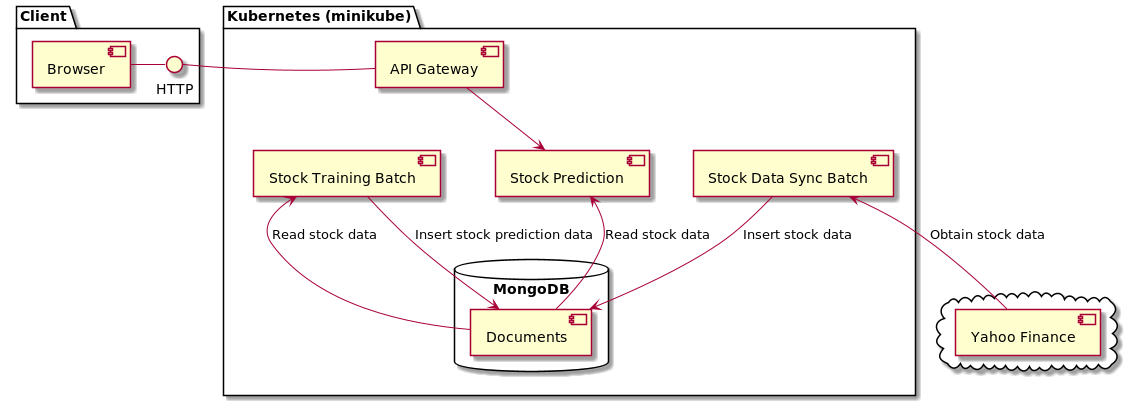 Client
Kubernetes (minikube)
Browser
HTTP
API Gateway
Stock Training Batch
Stock Prediction
Stock Data Sync Batch
Read stock data
Insert stock prediction data
Read stock data
Insert stock data
Obtain stock data
MongoDB
Documents
Yahoo Finance